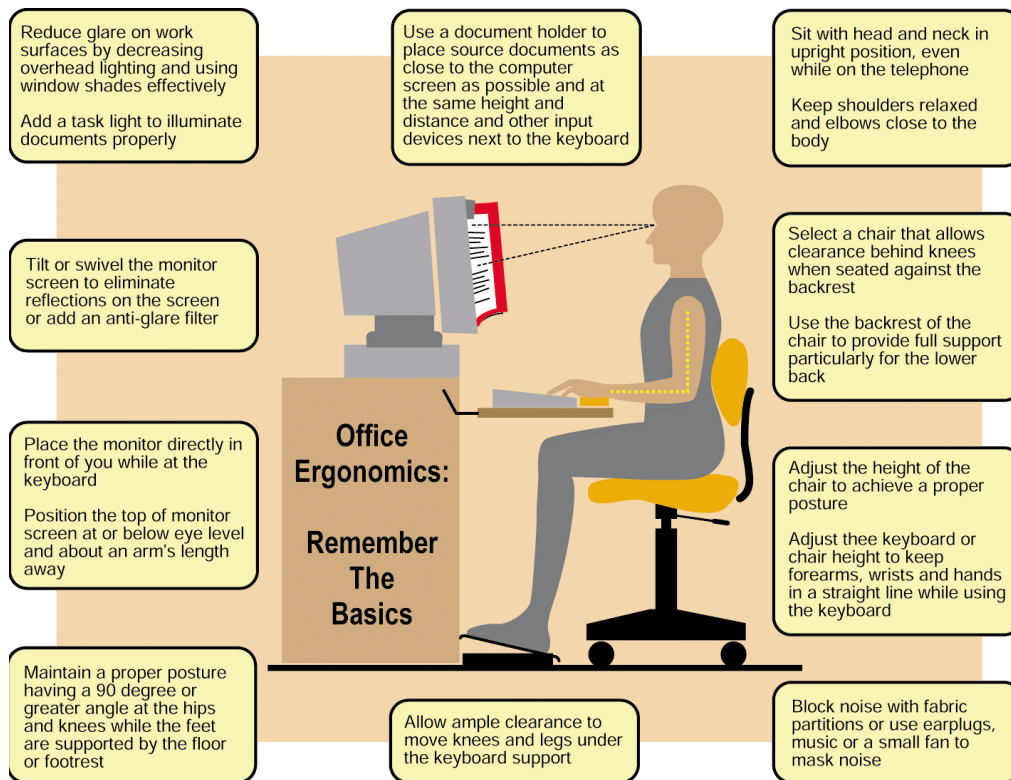 Reduce glare on work
surfaces by decreasing
overhead lighting and using
window shades effectively
Add a task light to illuminate
documents properly
Use a document holder to
place source documents as
close to the computer
screen as possible and at
the same height and
distance and other input
devices next to the keyboard
Sit with head and neck in
upright position, even
while on the telephone
Keep shoulders relaxed
and elbows close to the
body
Tilt or swivel the monitor
screen to eliminate
reflections on the screen
or add an anti-glare filter
Select a chair that allows
clearance behind knees
when seated against the
backrest
Use the backrest of the
chair to provide full support
particularly for the lower
back
Place the monitor directly in
front of you while at the
keyboard
Position the top of monitor
screen at or below eye level
and about an arm's length
away
Office
Ergonomics:
Remember
The
Basics
Adjust the height of the
chair to achieve a proper
posture
Adjust thee keyboard or
chair height to keep
forearms, wrists and hands
in a straight line while using
the keyboard
Maintain a proper posture
having a 90 degree or
greater angle at the hips
and knees while the feet
are supported by the floor
or footrest
Allow ample clearance to
move knees and legs under
the keyboard support
Block noise with fabric
partitions or use earplugs,
music or a small fan to
mask noise